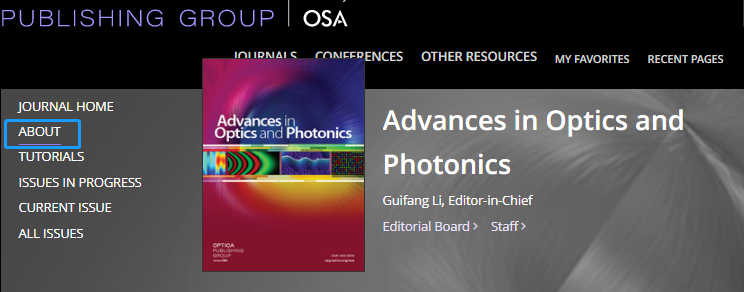 PUBLISHING GROUP
OSA
JOURNALS CONFERENCES OTHER RESOURCES MY FAVORITES RECENT PAGES
JOURNAL HOME
ABOUT
TUTORIALS
ISSUES IN PROGRESS
CURRENT ISSUE
ALL ISSUES
Advances in
Optics and Photonics
OPTICA
PUBLISHING
GROUP
Advances in Optics and
Photonics
Guifang Li, Editor-in-Chief
Editorial Board › Staff ›